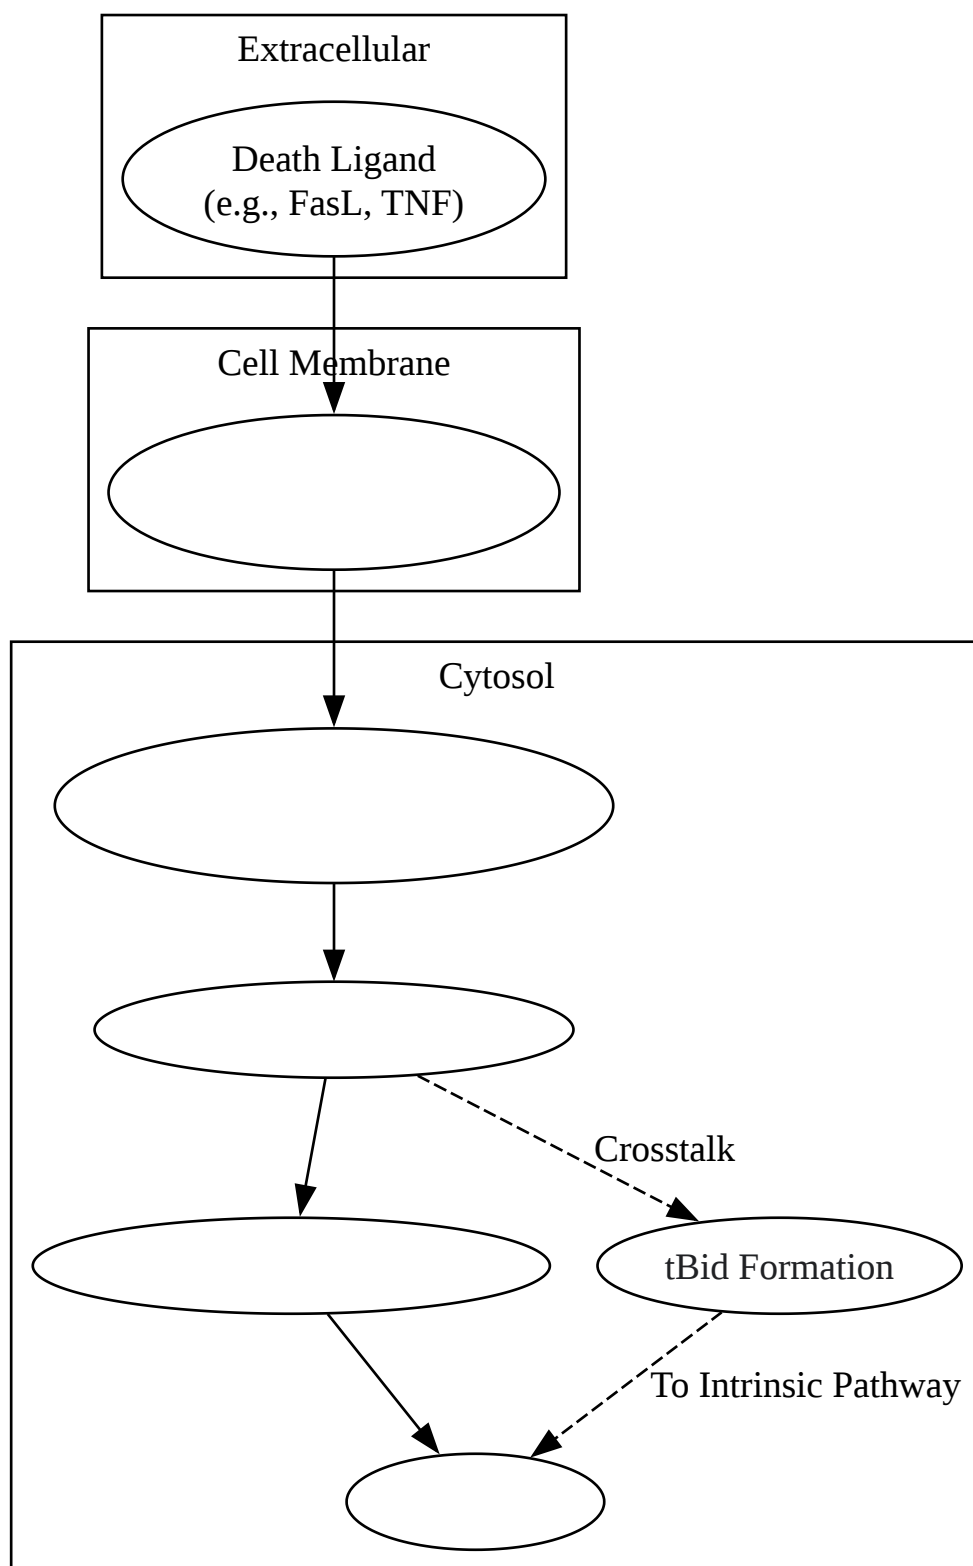 Extracellular
Death Ligand
(e.g., FasL, TNF)
Cell Membrane
Cytosol
Crosstalk
tBid Formation
To Intrinsic Pathway